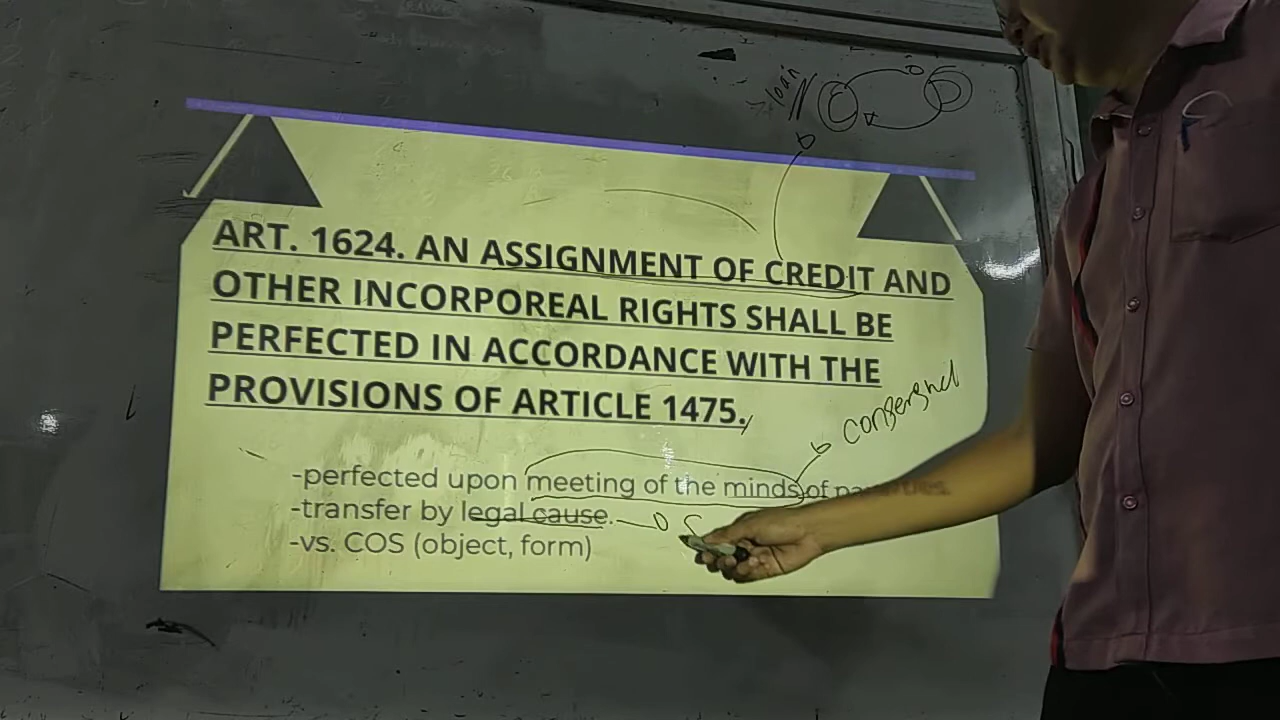 loan
ART. 1624. AN ASSIGNMENT OF CREDIT AND
OTHER INCORPOREAL RIGHTS SHALL BE
PERFECTED IN ACCORDANCE WITH THE
PROVISIONS OF ARTICLE 1475.
consensual
-perfected upon meeting of the minds of
-transfer by legal cause.
-vs. COS (object, form)